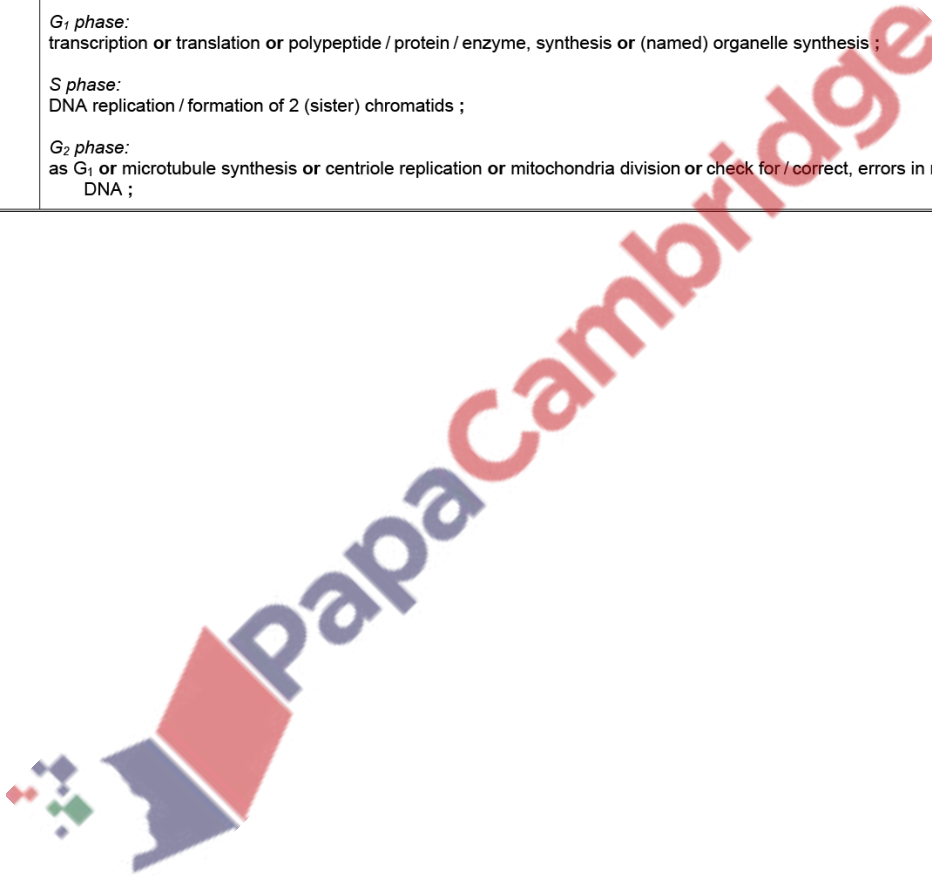 G₁ phase:
transcription or translation or polypeptide / protein / enzyme, synthesis or (named) organelle synthesis ;
S phase:
DNA replication / formation of 2 (sister) chromatids ;
G₂ phase:
as G₁ or microtubule synthesis or centriole replication or mitochondria division or check for / correct, errors in
DNA ;
PapaCambridge